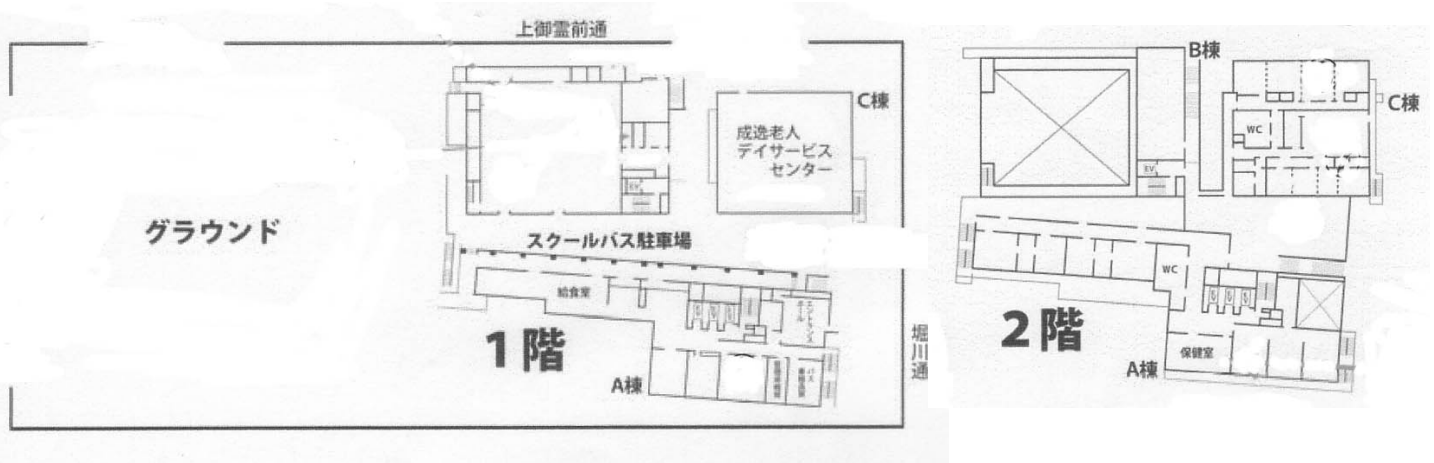 上御霊前通
C棟
成逸老人
デイサービス
センター
EV
グラウンド
スクールバス駐車場
給食室
エントランス
ホール
1階
A棟
バス
堀川通
B棟
C棟
WC
EV
WC
2階
保健室
A棟